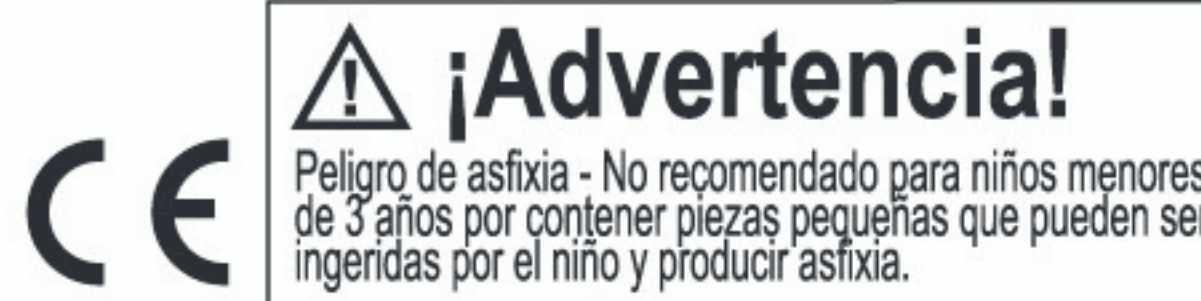 ¡Advertencia!
CE
Peligro de asfixia - No recomendado para niños menores
de 3 años por contener piezas pequeñas que pueden ser
ingeridas por el niño y producir asfixia.